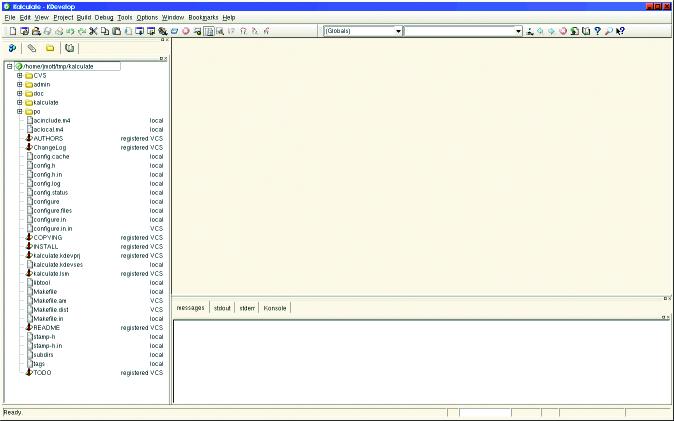 Kalculate - KDevelop
File Edit View Project Build Debug Tools Options Window Bookmarks Help
(Globals)
/home/jmott/tmp/kalculate
CVS
admin
doc
kalculate
po
acinclude.m4 local
aclocal.m4 local
AUTHORS registered VCS
ChangeLog registered VCS
config.cache local
config.h local
config.h.in local
config.log local
config.status local
configure local
configure.files local
configure.in local
configure.in.in VCS
COPYING registered VCS
INSTALL registered VCS
kalculate.kdevprj registered VCS
kalculate.kdevses local
kalculate.lsm registered VCS
libtool local
Makefile local
Makefile.am VCS
Makefile.dist VCS
Makefile.in local
README registered VCS
stamp-h local
stamp-h.in local
subdirs local
tags local
TODO registered VCS
messages stdout stderr Konsole
Ready.